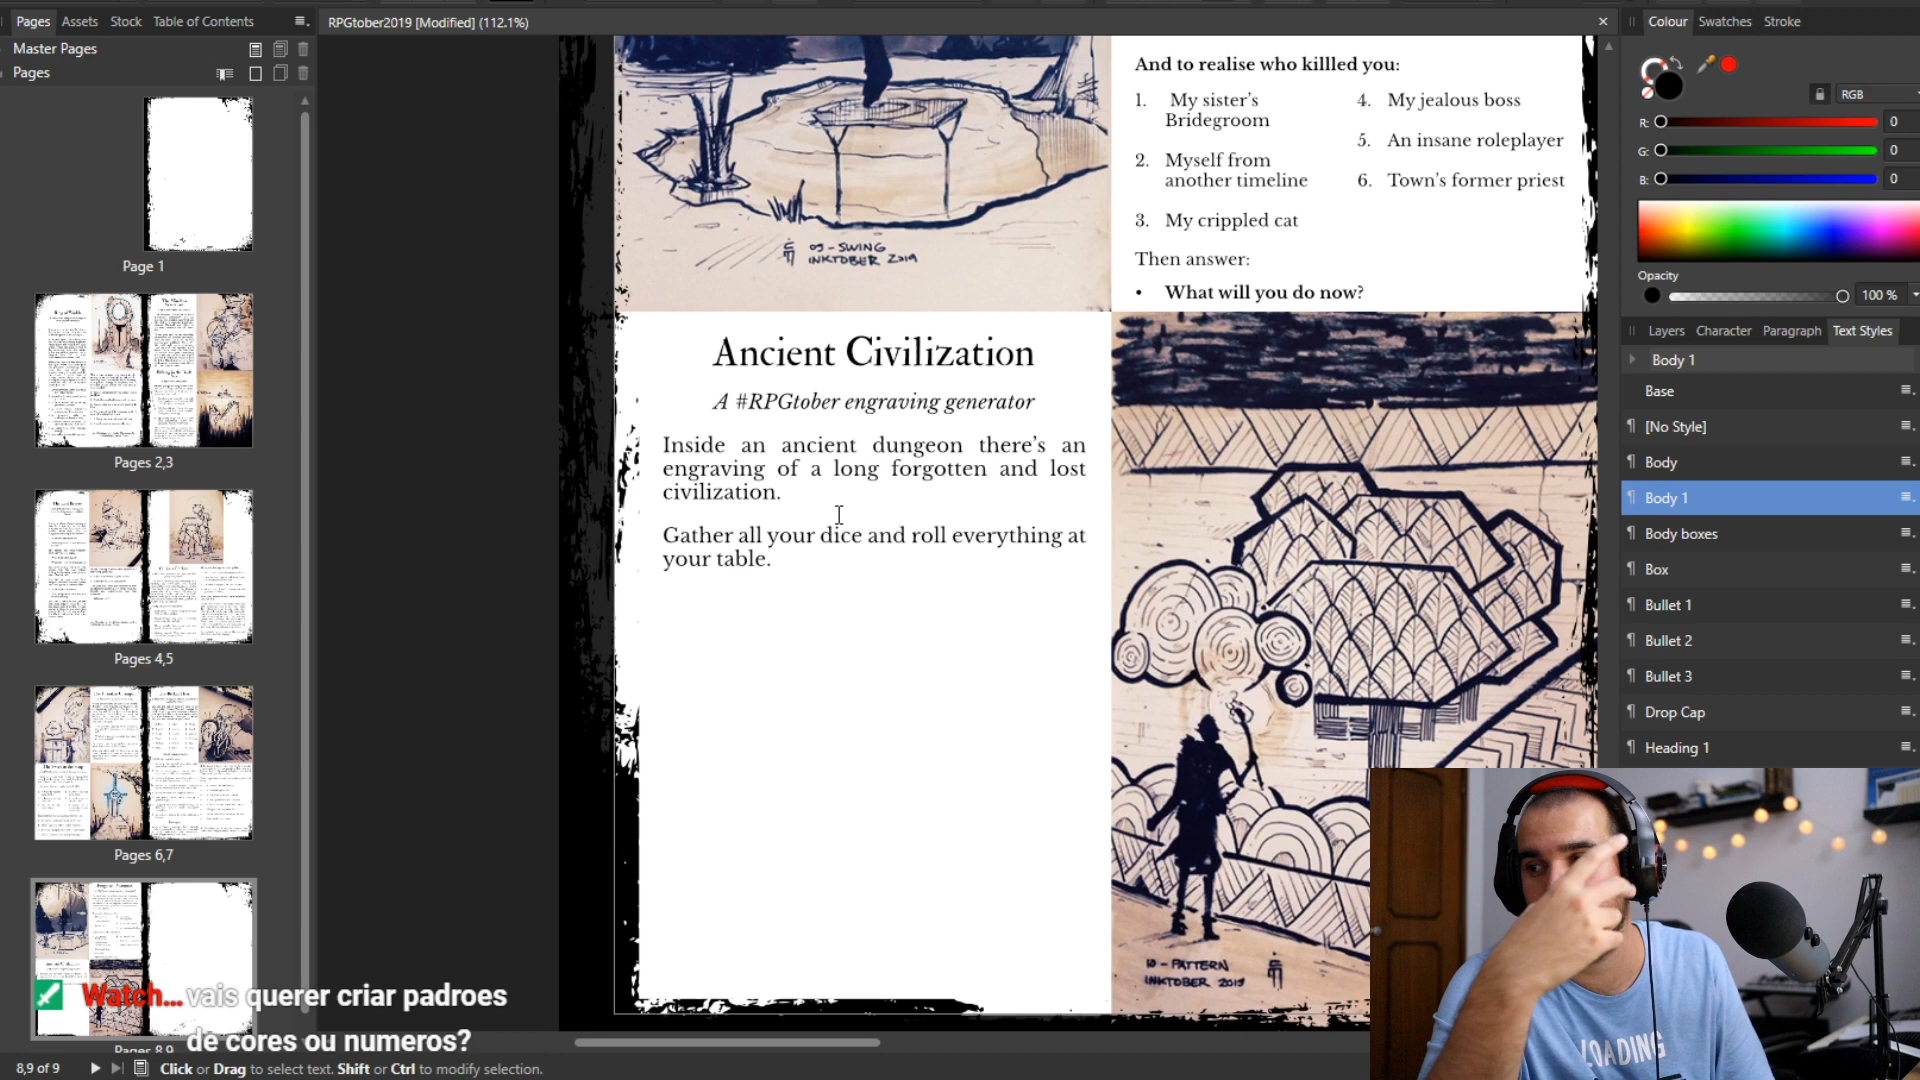 Pages Assets Stock Table of Contents
RPGtober2019 [Modified] (112.1%)
Colour Swatches Stroke
Master Pages
Pages
Page 1
Pages 2,3
Pages 4,5
Pages 6,7
Pages 8,9
And to realise who killled you:
1. My sister's
Bridegroom
2. Myself from
another timeline
3. My crippled cat
4. My jealous boss
5. An insane roleplayer
6. Town's former priest
Then answer:
• What will you do now?
09 - SWING
INKTOBER 2019
Ancient Civilization
A #RPGtober engraving generator
Inside an ancient dungeon there's an
engraving of a long forgotten and lost
civilization.
Gather all your dice and roll everything at
your table.
10 - PATTERN
INKTOBER 2019
RGB
R: 0
G: 0
B: 0
Opacity
100 %
Layers Character Paragraph Text Styles
Body 1
Base
[No Style]
Body
Body 1
Body boxes
Box
Bullet 1
Bullet 2
Bullet 3
Drop Cap
Heading 1
LOADING
Watch... vais querer criar padroes
de cores ou numeros?
8,9 of 9
Click or Drag to select text. Shift or Ctrl to modify selection.